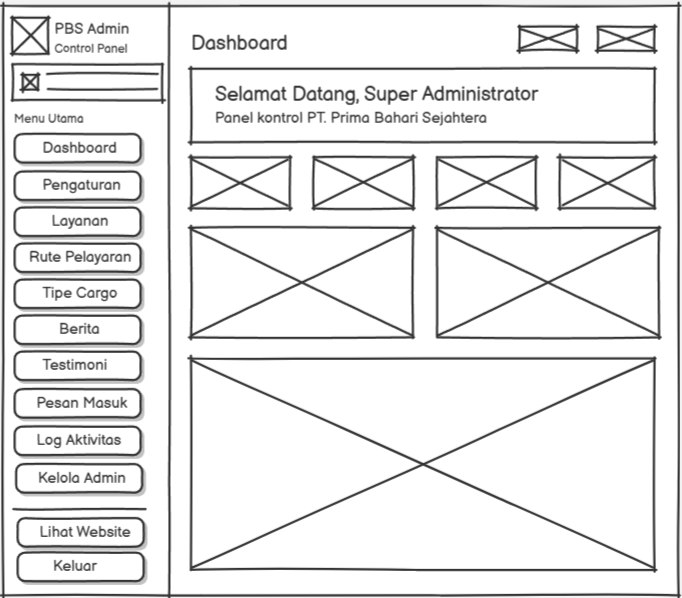 PBS Admin
Control Panel
Menu Utama
Dashboard
Pengaturan
Layanan
Rute Pelayaran
Tipe Cargo
Berita
Testimoni
Pesan Masuk
Log Aktivitas
Kelola Admin
Lihat Website
Keluar
Dashboard
Selamat Datang, Super Administrator
Panel kontrol PT. Prima Bahari Sejahtera